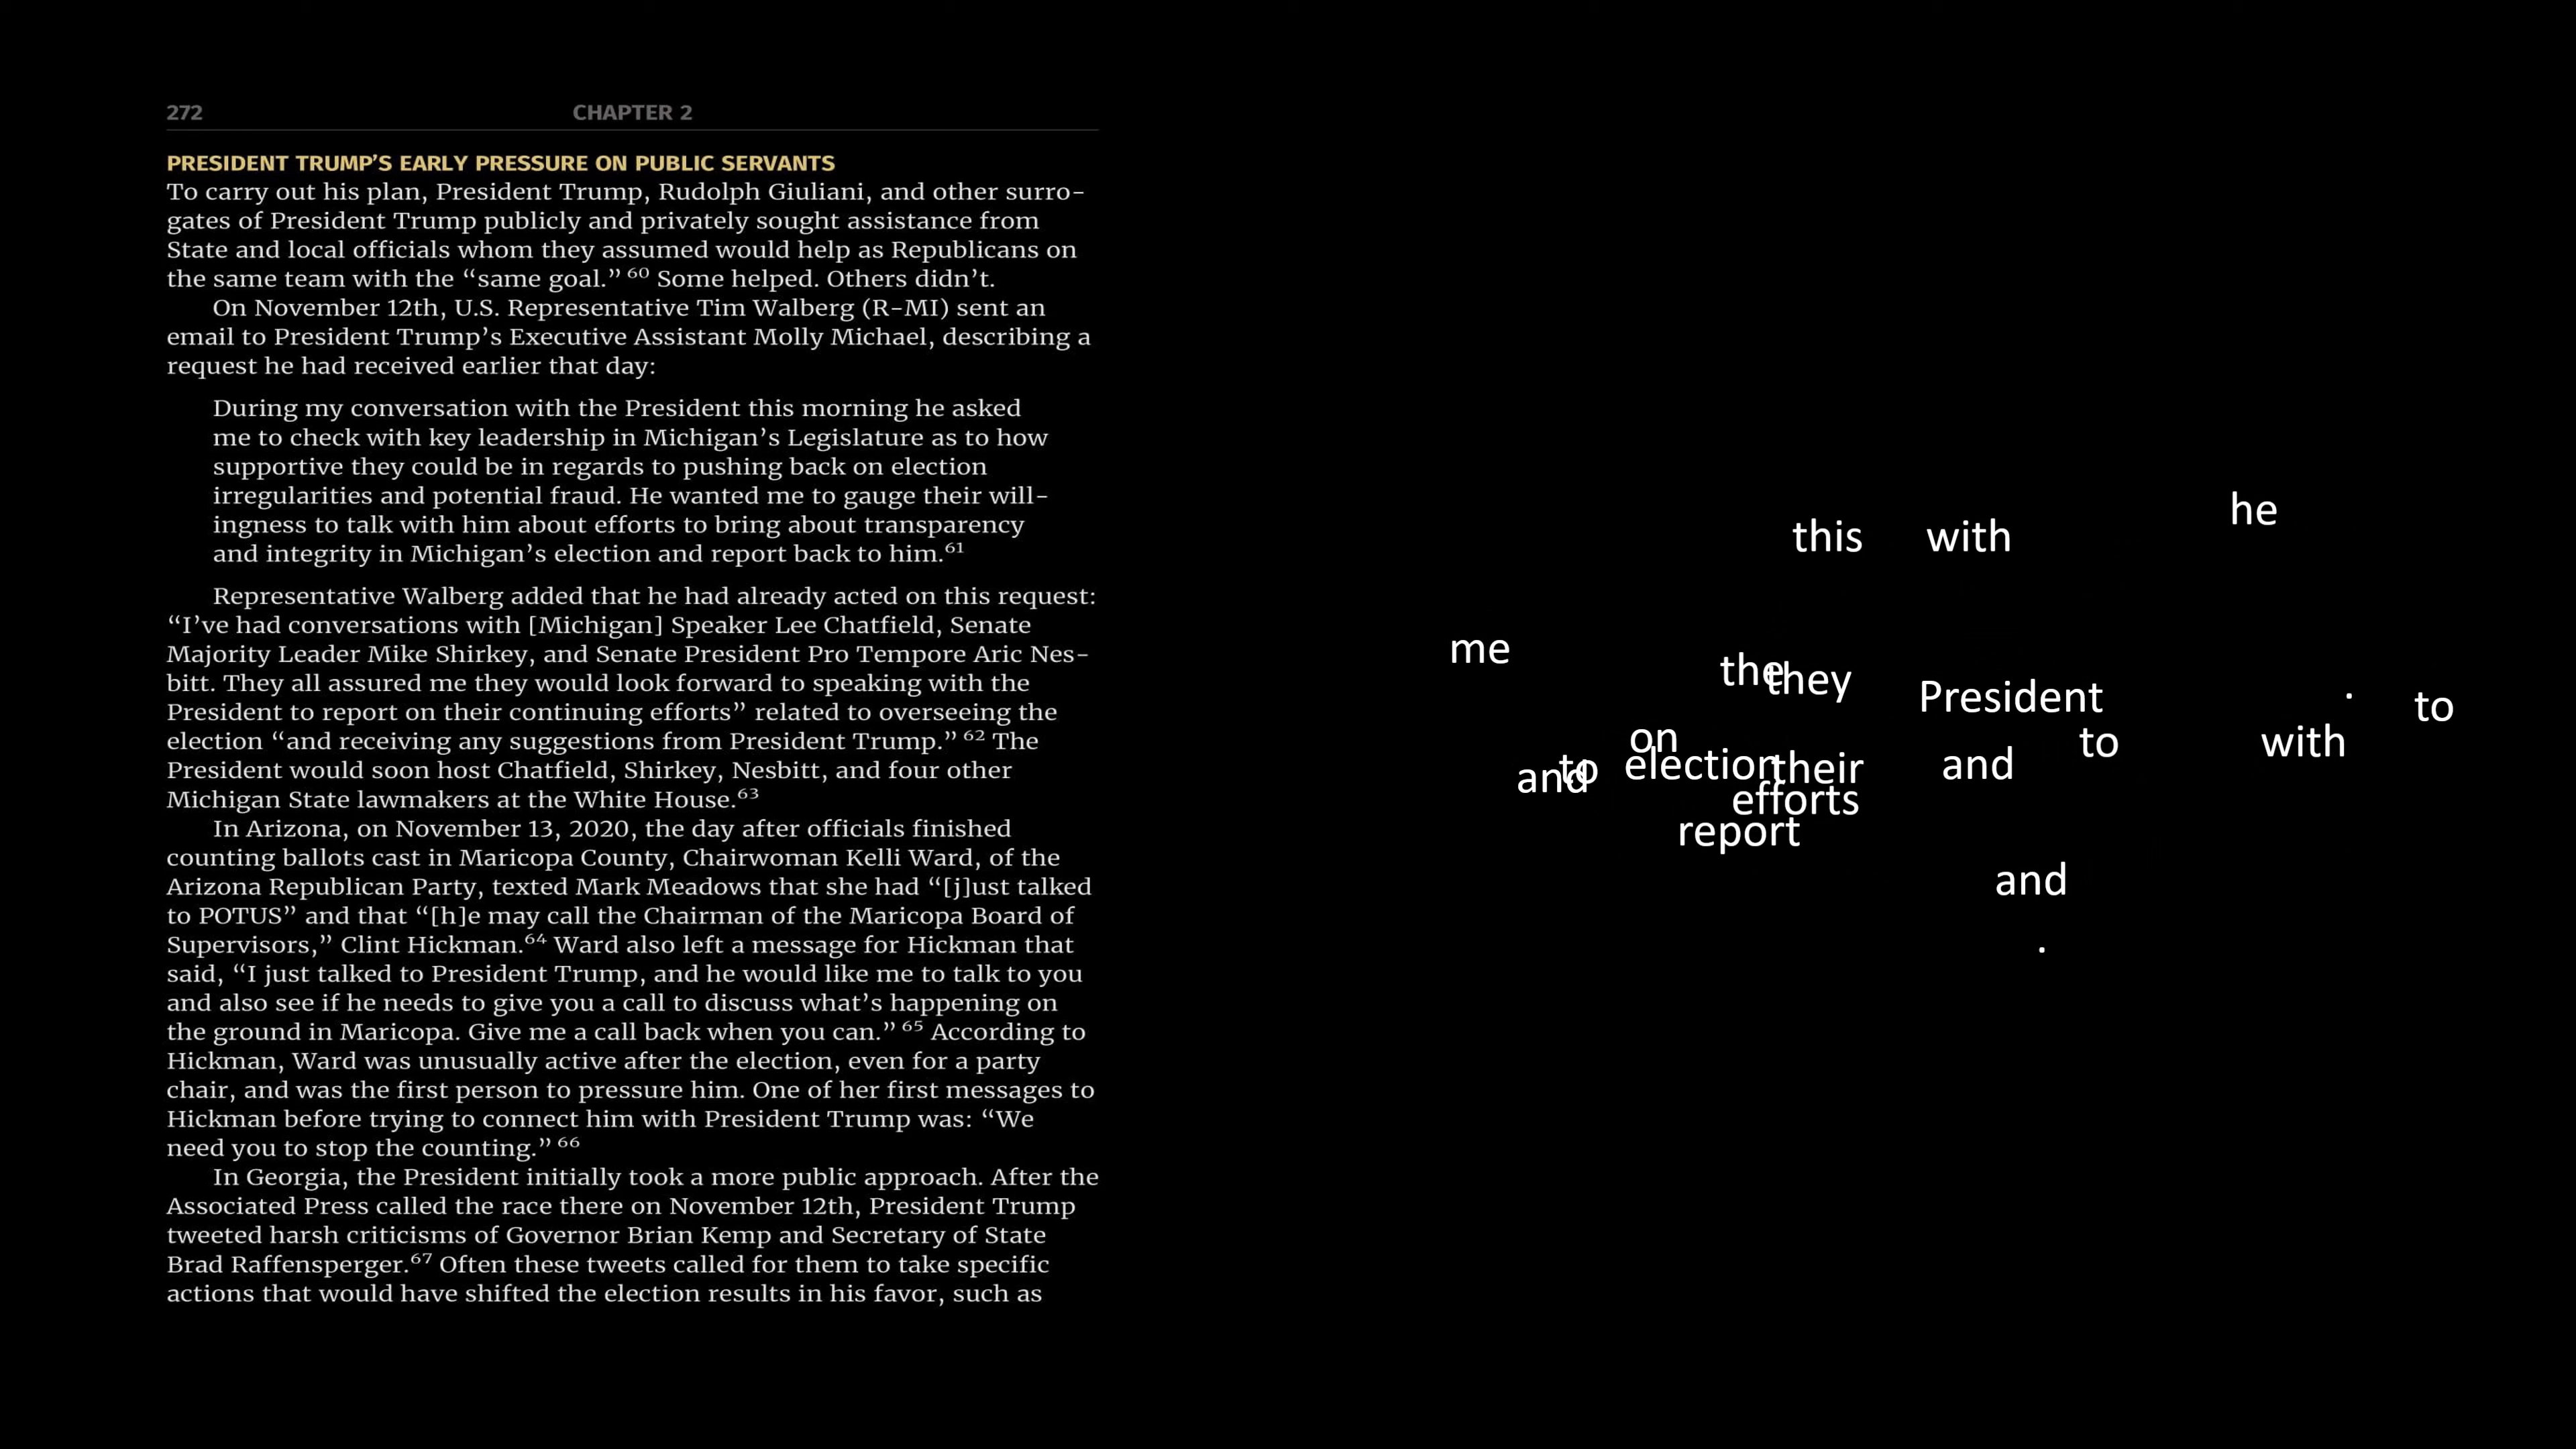 272 CHAPTER 2
PRESIDENT TRUMP’S EARLY PRESSURE ON PUBLIC SERVANTS
To carry out his plan, President Trump, Rudolph Giuliani, and other surro-
gates of President Trump publicly and privately sought assistance from
State and local officials whom they assumed would help as Republicans on
the same team with the “same goal.” 60 Some helped. Others didn’t.
On November 12th, U.S. Representative Tim Walberg (R-MI) sent an
email to President Trump’s Executive Assistant Molly Michael, describing a
request he had received earlier that day:
During my conversation with the President this morning he asked
me to check with key leadership in Michigan’s Legislature as to how
supportive they could be in regards to pushing back on election
irregularities and potential fraud. He wanted me to gauge their will-
ingness to talk with him about efforts to bring about transparency
and integrity in Michigan’s election and report back to him.61
Representative Walberg added that he had already acted on this request:
“I’ve had conversations with [Michigan] Speaker Lee Chatfield, Senate
Majority Leader Mike Shirkey, and Senate President Pro Tempore Aric Nes-
bitt. They all assured me they would look forward to speaking with the
President to report on their continuing efforts” related to overseeing the
election “and receiving any suggestions from President Trump.” 62 The
President would soon host Chatfield, Shirkey, Nesbitt, and four other
Michigan State lawmakers at the White House.63
In Arizona, on November 13, 2020, the day after officials finished
counting ballots cast in Maricopa County, Chairwoman Kelli Ward, of the
Arizona Republican Party, texted Mark Meadows that she had “[j]ust talked
to POTUS” and that “[h]e may call the Chairman of the Maricopa Board of
Supervisors,” Clint Hickman.64 Ward also left a message for Hickman that
said, “I just talked to President Trump, and he would like me to talk to you
and also see if he needs to give you a call to discuss what’s happening on
the ground in Maricopa. Give me a call back when you can.” 65 According to
Hickman, Ward was unusually active after the election, even for a party
chair, and was the first person to pressure him. One of her first messages to
Hickman before trying to connect him with President Trump was: “We
need you to stop the counting.” 66
In Georgia, the President initially took a more public approach. After the
Associated Press called the race there on November 12th, President Trump
tweeted harsh criticisms of Governor Brian Kemp and Secretary of State
Brad Raffensperger.67 Often these tweets called for them to take specific
actions that would have shifted the election results in his favor, such as
he
this with
me
the they President . to
on to with
and to election their and
efforts
report
and
.